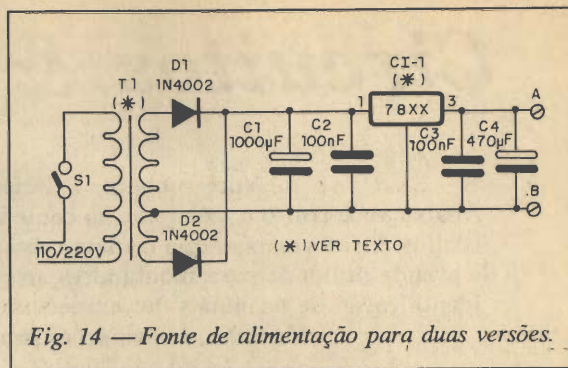 D1
1N4002
T1
(*)
CI-1
(*)
1
78XX
3
A
C1
1000µF
C2
100nF
C3
100nF
C4
470µF
S1
110/220V
D2
1N4002
(*) VER TEXTO
B
Fig. 14 — Fonte de alimentação para duas versões.